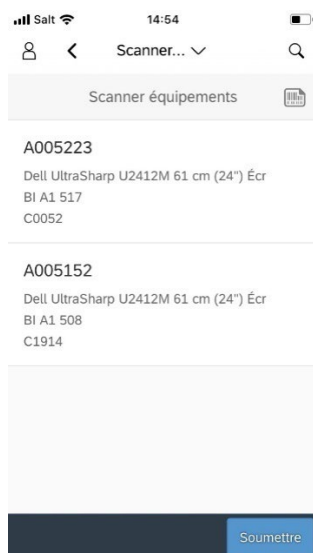 Salt 14:54
Scanner...
Scanner équipements
A005223
Dell UltraSharp U2412M 61 cm (24") Écr
BI A1 517
C0052
A005152
Dell UltraSharp U2412M 61 cm (24") Écr
BI A1 508
C1914
Soumettre